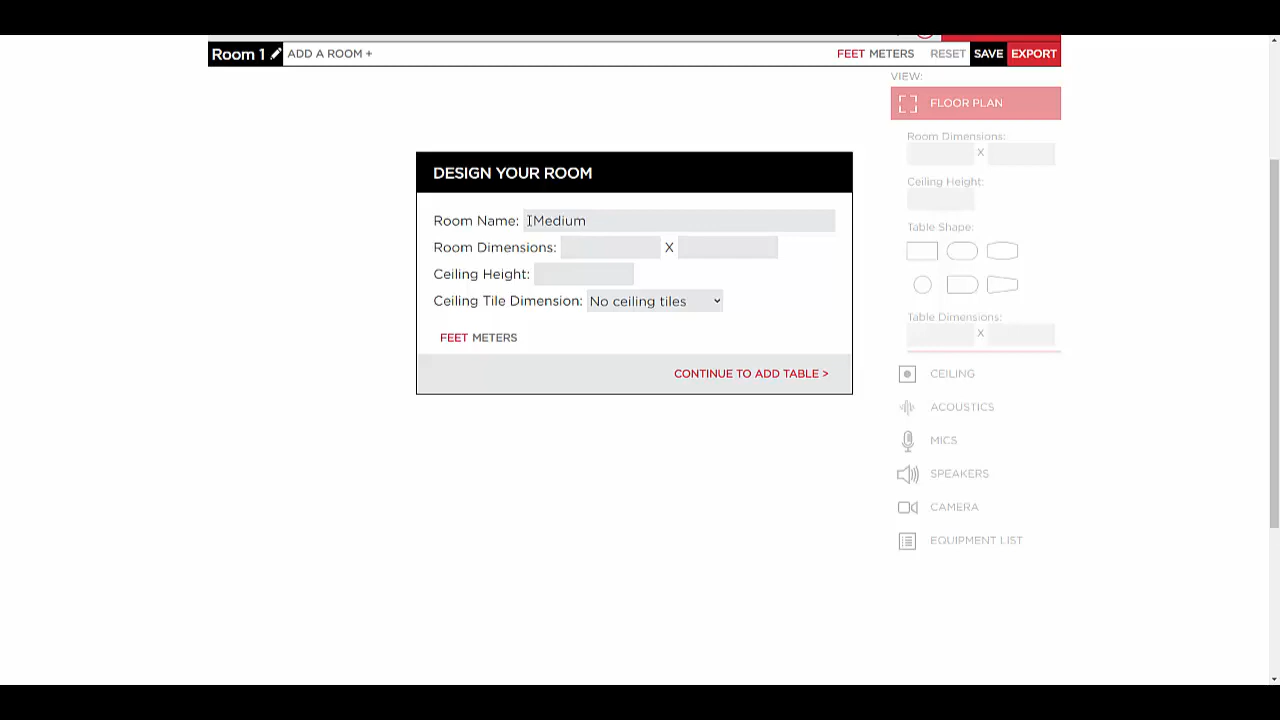 Room 1 ADD A ROOM + FEET METERS RESET SAVE EXPORT
VIEW:
FLOOR PLAN
Room Dimensions:
X
Ceiling Height:
Table Shape:
Table Dimensions:
X
CEILING
ACOUSTICS
MICS
SPEAKERS
CAMERA
EQUIPMENT LIST
DESIGN YOUR ROOM
Room Name: Medium
Room Dimensions: X
Ceiling Height:
Ceiling Tile Dimension: No ceiling tiles
FEET METERS
CONTINUE TO ADD TABLE >